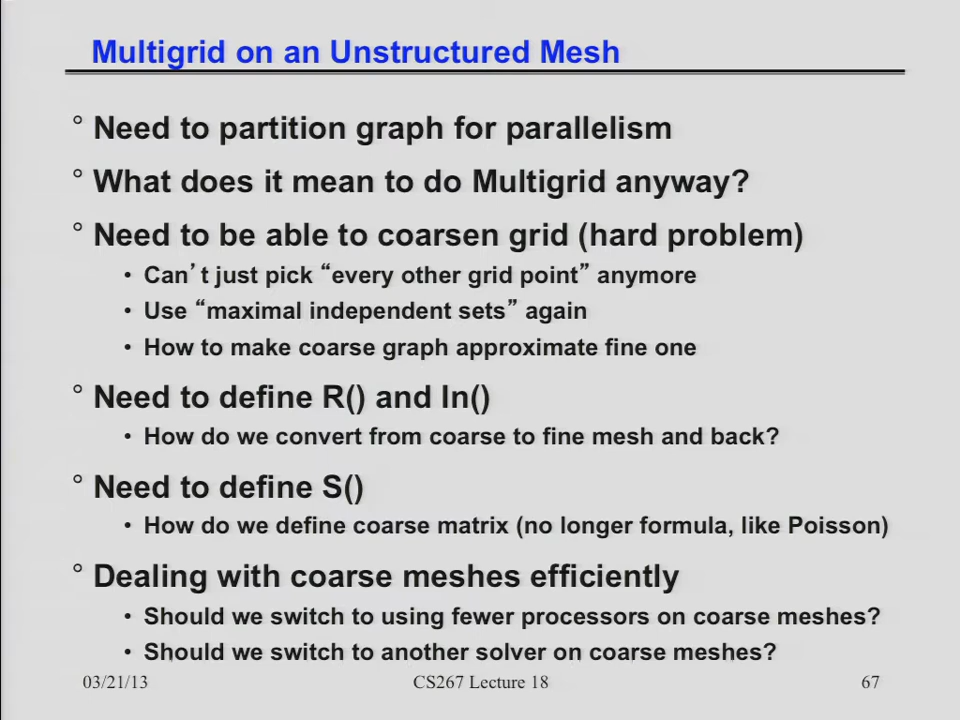 Multigrid on an Unstructured Mesh
° Need to partition graph for parallelism
° What does it mean to do Multigrid anyway?
° Need to be able to coarsen grid (hard problem)
• Can't just pick “every other grid point” anymore
• Use “maximal independent sets” again
• How to make coarse graph approximate fine one
° Need to define R() and In()
• How do we convert from coarse to fine mesh and back?
° Need to define S()
• How do we define coarse matrix (no longer formula, like Poisson)
° Dealing with coarse meshes efficiently
• Should we switch to using fewer processors on coarse meshes?
• Should we switch to another solver on coarse meshes?
03/21/13 CS267 Lecture 18 67